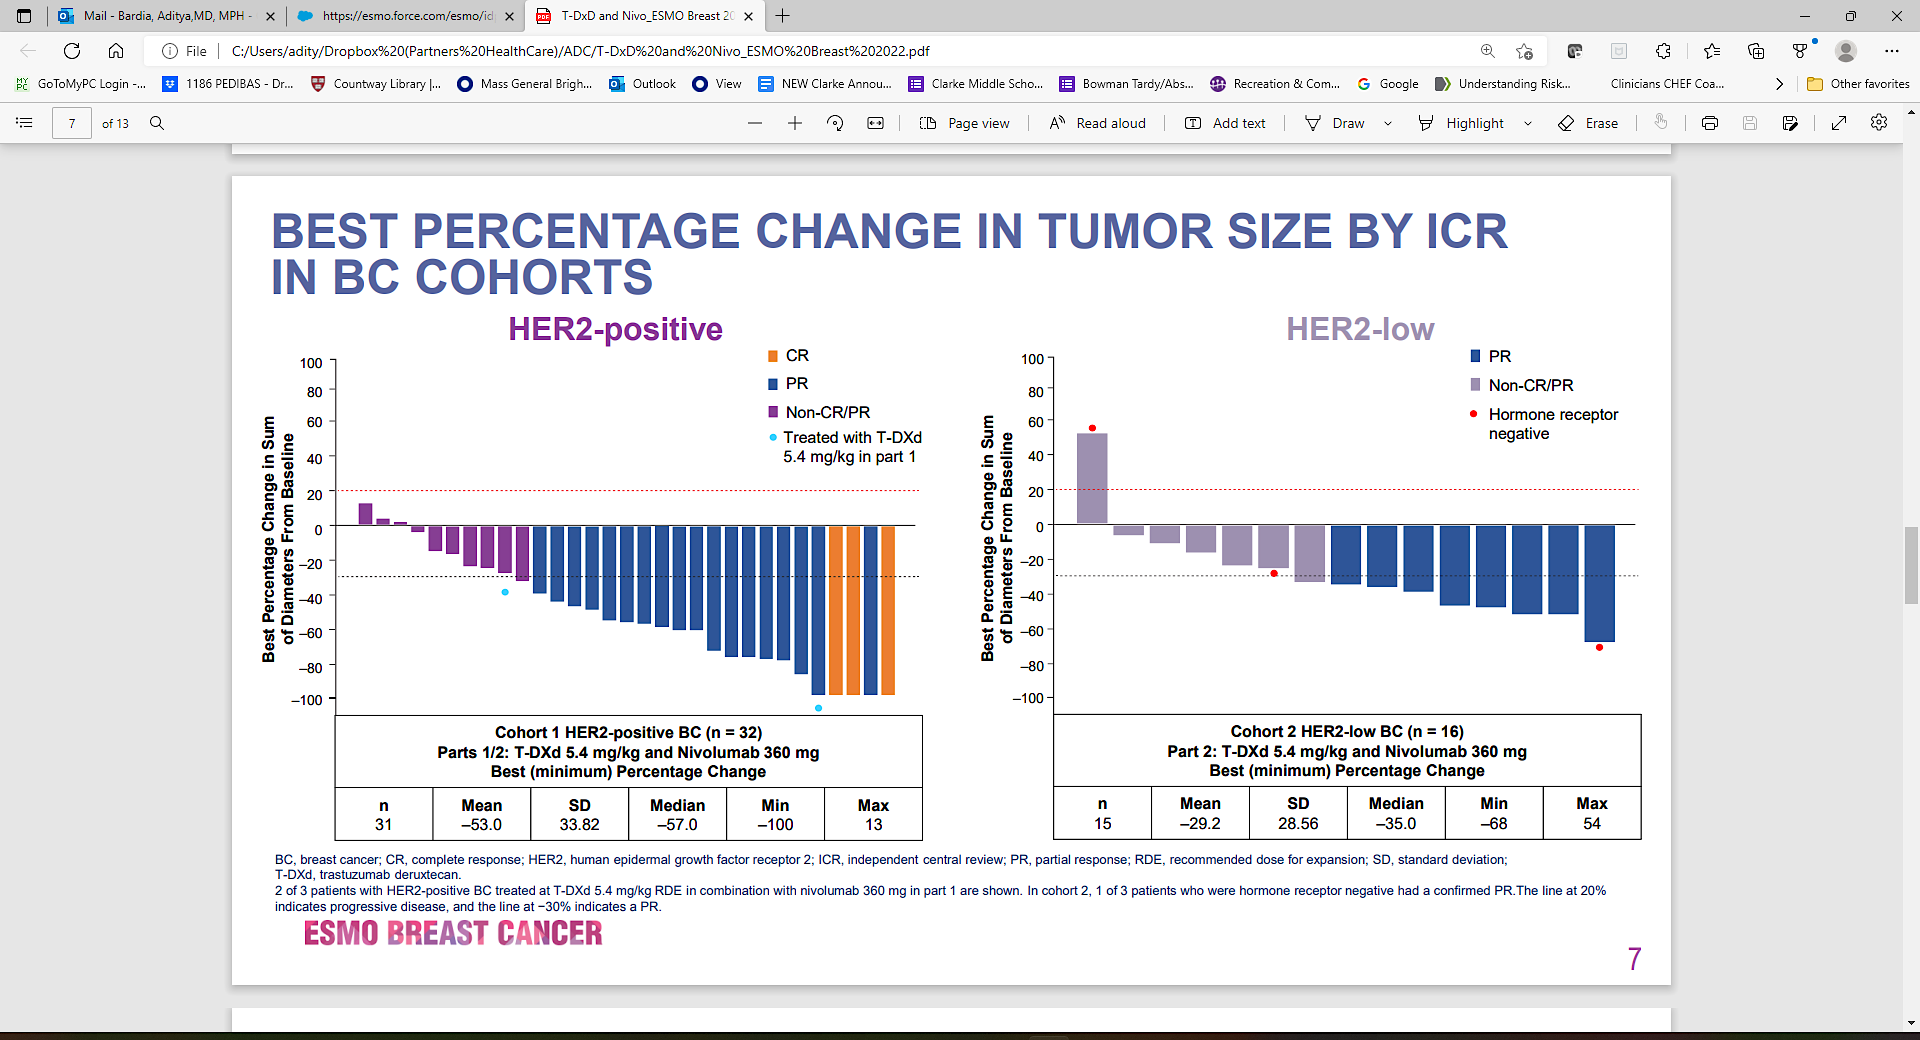 Mail - Bardia, Aditya,MD, MPH -
https://esmo.force.com/esmo/id
T-DxD and Nivo_ESMO Breast 20
File
C:/Users/adity/Dropbox%20(Partners%20HealthCare)/ADC/T-DxD%20and%20Nivo_ESMO%20Breast%202022.pdf
GoToMyPC Login -...
1186 PEDIBAS - Dr...
Countway Library |...
Mass General Brigh...
Outlook
View
NEW Clarke Annou...
Clarke Middle Scho...
Bowman Tardy/Abs...
Recreation & Com...
Google
Understanding Risk...
Clinicians CHEF Coa...
Other favorites
7 of 13
Page view
Read aloud
Add text
Draw
Highlight
Erase
BEST PERCENTAGE CHANGE IN TUMOR SIZE BY ICR
IN BC COHORTS
HER2-positive
CR
PR
Non-CR/PR
Treated with T-DXd
5.4 mg/kg in part 1
Best Percentage Change in Sum
of Diameters From Baseline
100
80
60
40
20
0
–20
–40
–60
–80
–100
Cohort 1 HER2-positive BC (n = 32)
Parts 1/2: T-DXd 5.4 mg/kg and Nivolumab 360 mg
Best (minimum) Percentage Change
n Mean SD Median Min Max
31 –53.0 33.82 –57.0 –100 13
HER2-low
PR
Non-CR/PR
Hormone receptor
negative
Best Percentage Change in Sum
of Diameters From Baseline
100
80
60
40
20
0
–20
–40
–60
–80
–100
Cohort 2 HER2-low BC (n = 16)
Part 2: T-DXd 5.4 mg/kg and Nivolumab 360 mg
Best (minimum) Percentage Change
n Mean SD Median Min Max
15 –29.2 28.56 –35.0 –68 54
BC, breast cancer; CR, complete response; HER2, human epidermal growth factor receptor 2; ICR, independent central review; PR, partial response; RDE, recommended dose for expansion; SD, standard deviation;
T-DXd, trastuzumab deruxtecan.
2 of 3 patients with HER2-positive BC treated at T-DXd 5.4 mg/kg RDE in combination with nivolumab 360 mg in part 1 are shown. In cohort 2, 1 of 3 patients who were hormone receptor negative had a confirmed PR.The line at 20%
indicates progressive disease, and the line at −30% indicates a PR.
ESMO BREAST CANCER
7